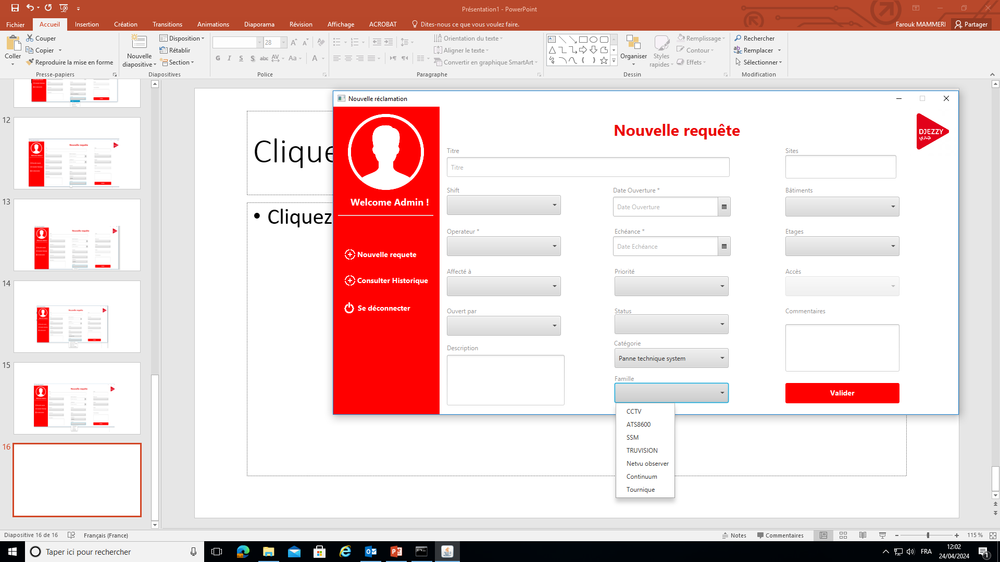 Présentation1 - PowerPoint
Fichier
Accueil
Insertion
Création
Transitions
Animations
Diaporama
Révision
Affichage
ACROBAT
Dites-nous ce que vous voulez faire.
Farouk MAMMERI
Partager
Coller
Couper
Copier
Reproduire la mise en forme
Presse-papiers
Nouvelle
diapositive
Disposition
Rétablir
Section
Diapositives
28
G I S S abc AV Aa A
Police
Orientation du texte
Aligner le texte
Convertir en graphique SmartArt
Paragraphe
Organiser
Styles
rapides
Remplissage
Contour
Effets
Dessin
Rechercher
Remplacer
Sélectionner
Modification
12
13
14
15
16
Clique
• Cliquez
Nouvelle réclamation
Welcome Admin !
Nouvelle requete
Consulter Historique
Se déconnecter
Nouvelle requête
DJEZZY
جازي
Titre
Titre
Sites
Shift
Date Ouverture *
Date Ouverture
Bâtiments
Operateur *
Echéance *
Date Echéance
Etages
Affecté à
Priorité
Accès
Ouvert par
Status
Commentaires
Description
Catégorie
Panne technique system
Famille
Valider
CCTV
ATS8600
SSM
TRUVISION
Netvu observer
Continuum
Tournique
Diapositive 16 de 16
Français (France)
Notes
Commentaires
115 %
Taper ici pour rechercher
FRA
12:02
24/04/2024
1